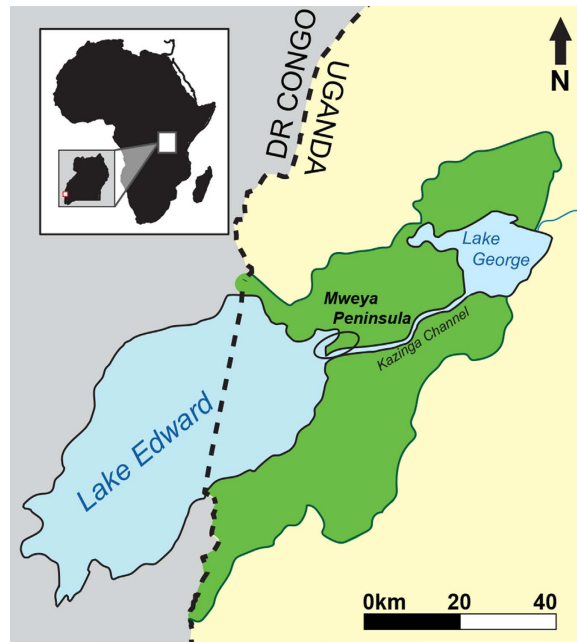 DR CONGO
UGANDA
N
Lake
George
Mweya
Peninsula
Kazinga Channel
Lake Edward
0km 20 40